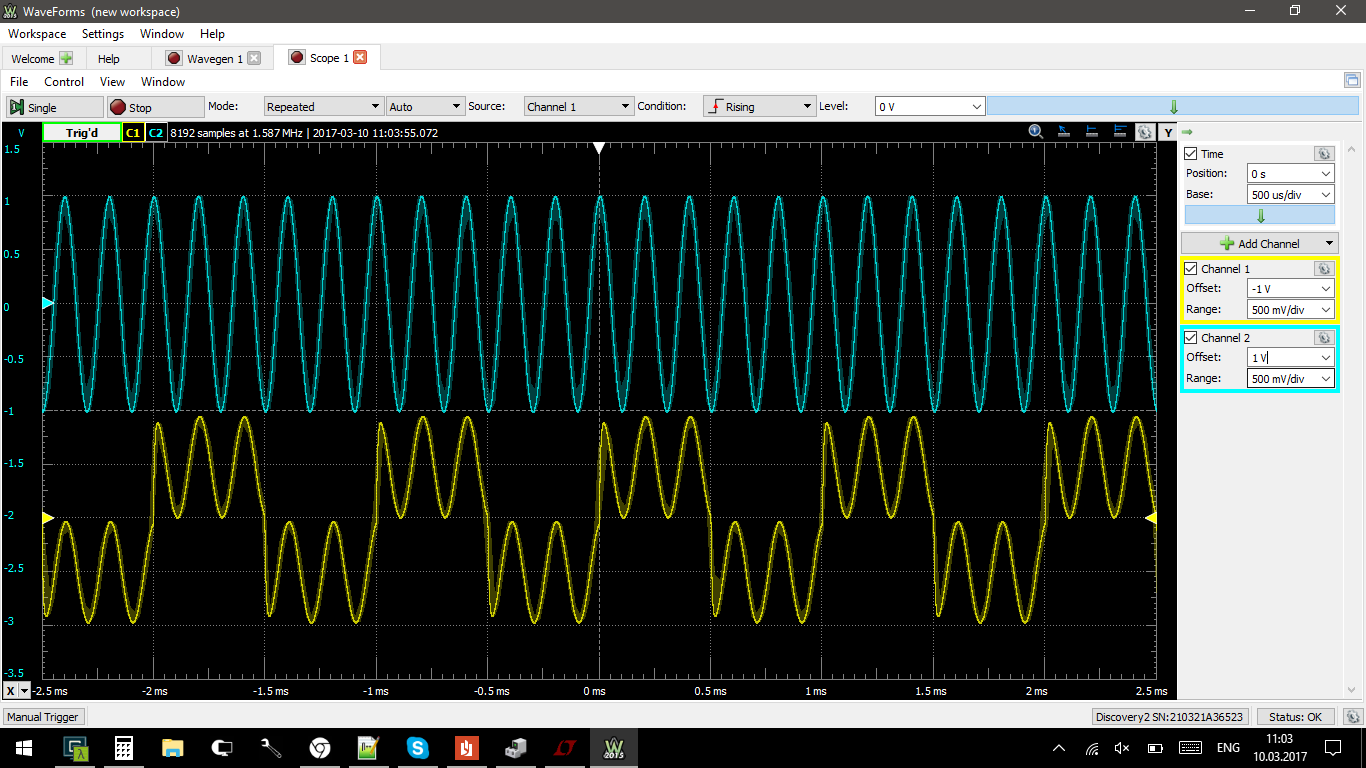 WaveForms (new workspace)
Workspace Settings Window Help
Welcome Help Wavegen 1 Scope 1
File Control View Window
Single Stop Mode: Repeated Auto Source: Channel 1 Condition: Rising Level: 0 V
V Trig'd C1 C2 8192 samples at 1.587 MHz | 2017-03-10 11:03:55.072 Y
1.5
1
0.5
0
-0.5
-1
-1.5
-2
-2.5
-3
-3.5
X -2.5 ms -2 ms -1.5 ms -1 ms -0.5 ms 0 ms 0.5 ms 1 ms 1.5 ms 2 ms 2.5 ms
Time
Position: 0 s
Base: 500 us/div
Add Channel
Channel 1
Offset: -1 V
Range: 500 mV/div
Channel 2
Offset: 1 V
Range: 500 mV/div
Manual Trigger Discovery2 SN:210321A36523 Status: OK
ENG 11:03
10.03.2017
W
2015